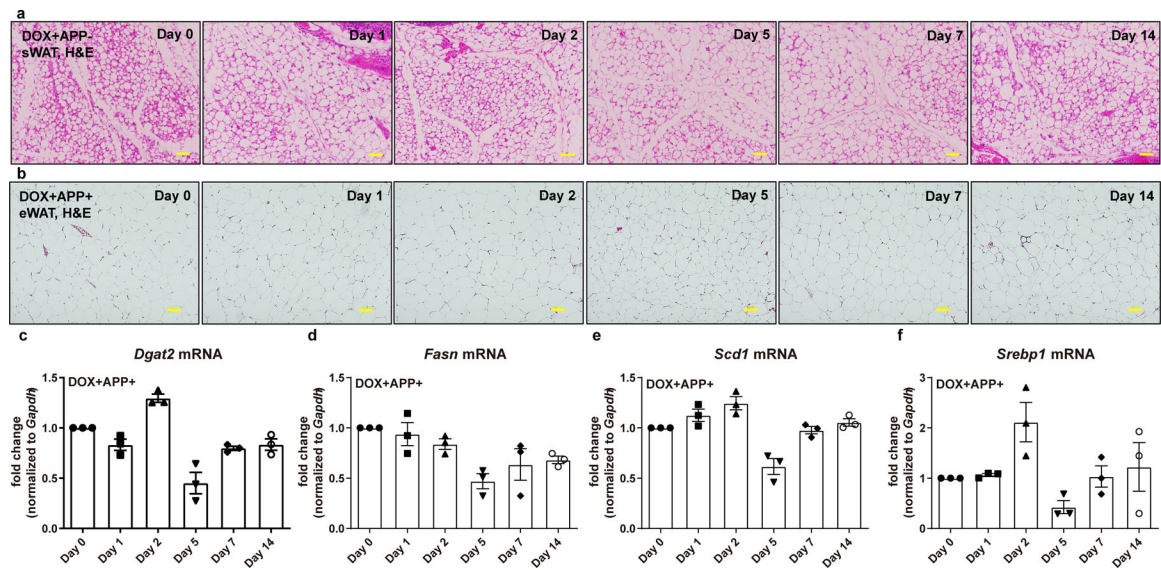 a
DOX+APP-
sWAT, H&E
Day 0
Day 1
Day 2
Day 5
Day 7
Day 14
b
DOX+APP+
eWAT, H&E
Day 0
Day 1
Day 2
Day 5
Day 7
Day 14
c
Dgat2 mRNA
DOX+APP+
fold change
(normalized to Gapdh)
1.5
1.0
0.5
0.0
Day 0
Day 1
Day 2
Day 5
Day 7
Day 14
d
Fasn mRNA
DOX+APP+
fold change
(normalized to Gapdh)
1.5
1.0
0.5
0.0
Day 0
Day 1
Day 2
Day 5
Day 7
Day 14
e
Scd1 mRNA
DOX+APP+
fold change
(normalized to Gapdh)
1.5
1.0
0.5
0.0
Day 0
Day 1
Day 2
Day 5
Day 7
Day 14
f
Srebp1 mRNA
DOX+APP+
fold change
(normalized to Gapdh)
3
2
1
0
Day 0
Day 1
Day 2
Day 5
Day 7
Day 14